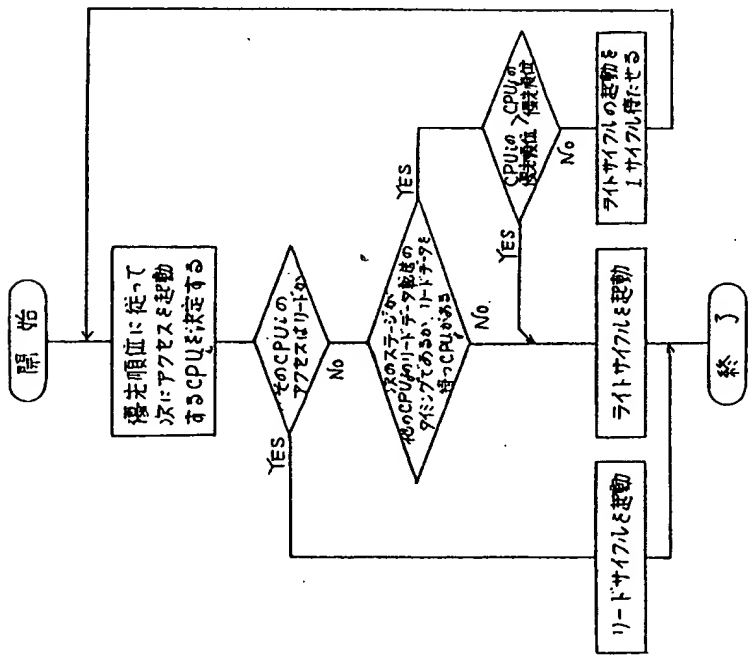 開始
優先順位に従って
次にアクセスを起動
するCPUiを決定する
そのCPUiの
アクセスはリードか
YES
No
次のステージが
他のCPUjのリードデータ転送の
タイミングであるか、リードデータを
待つCPUがある
YES
No
CPUiの > CPUjの
優先順位 優先順位
YES
No
リードサイクルを起動
ライトサイクルを起動
ライトサイクルの起動を
1サイクル待たせる
終了